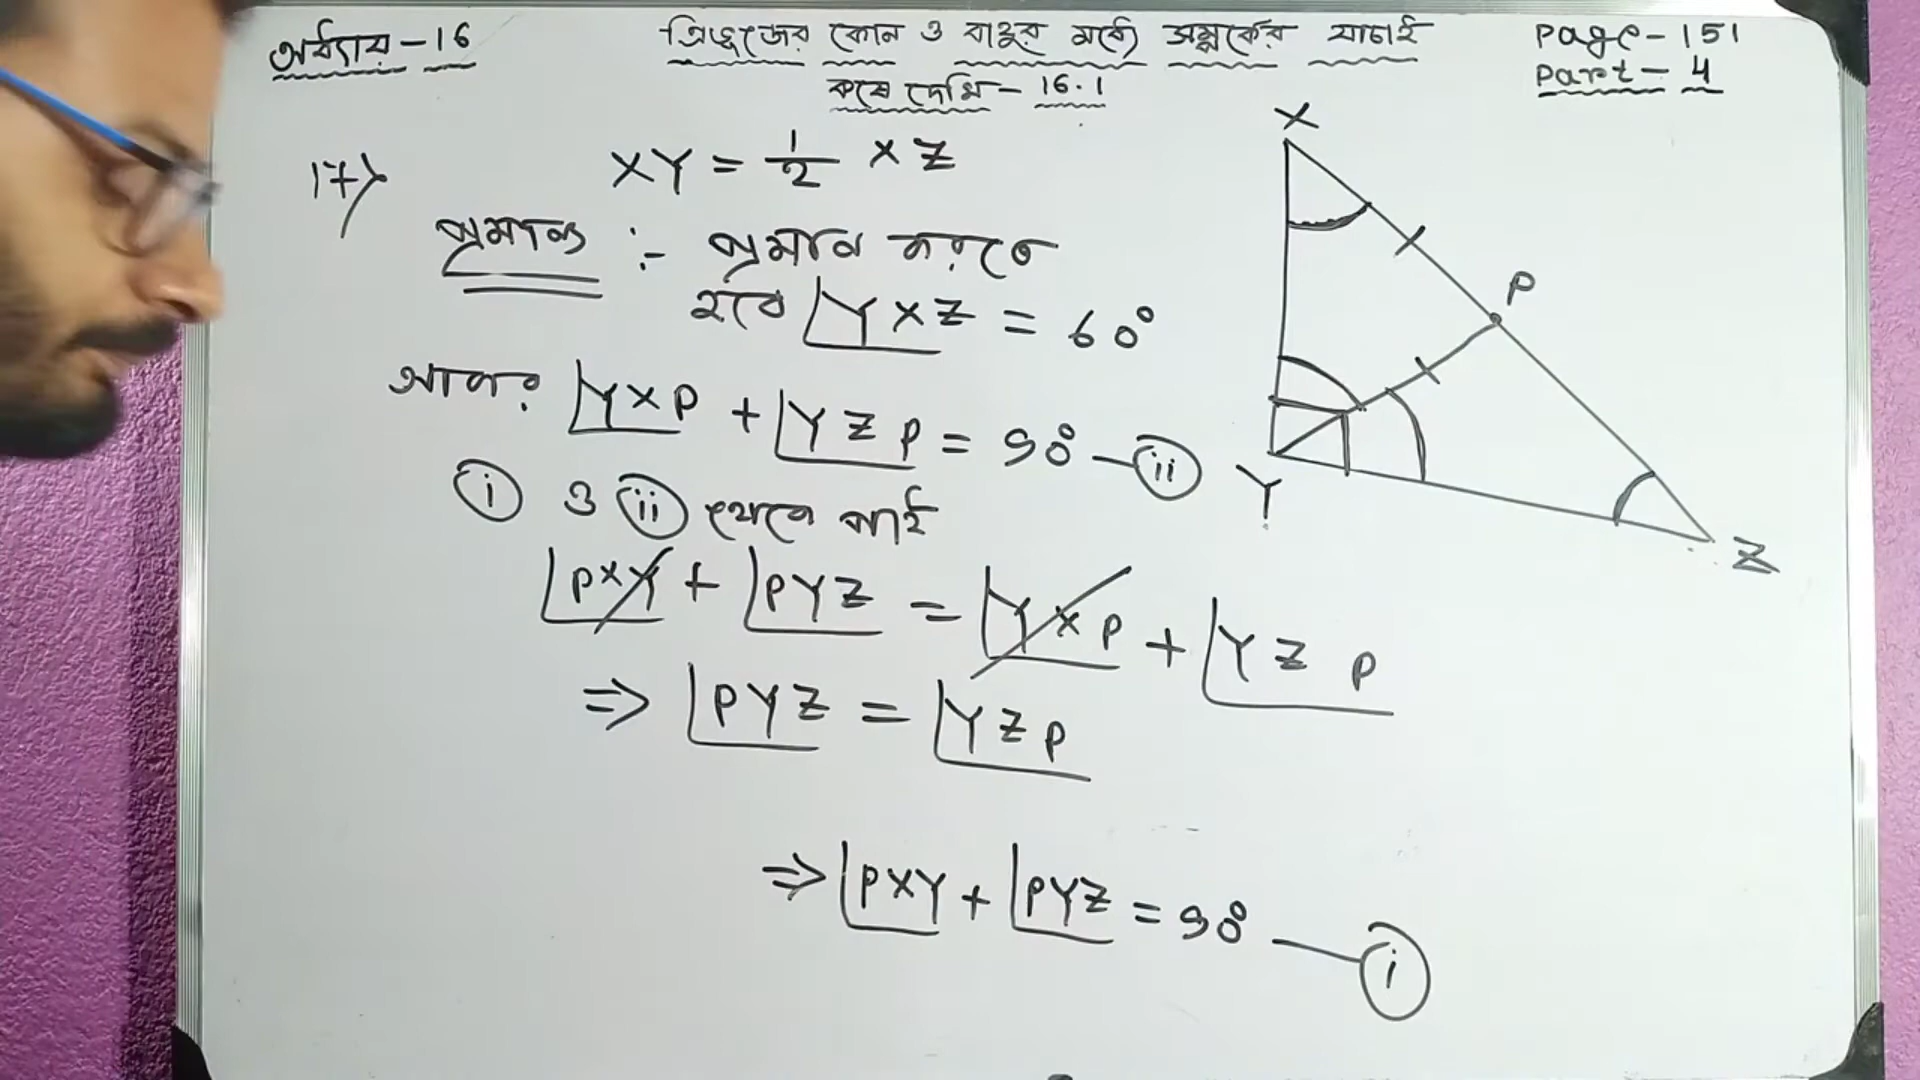 অধ্যায় - 16
ত্রিভুজের কোন ও বাহুর মধ্যে সম্পর্কের যাচাই
কষে দেখি - 16.1
Page - 151
Part - 4
17)
XY = 1/2 XZ
প্রমাণ :- প্রমান করতে
হবে ∠YXZ = 60°
আবার ∠YXP + ∠YZP = 90° — (ii)
(i) ও (ii) থেকে পাই
∠PXY + ∠PYZ = ∠YXP + ∠YZP
⇒ ∠PYZ = ∠YZP
⇒ ∠PXY + ∠PYZ = 90° — (i)
X
P
Y
Z